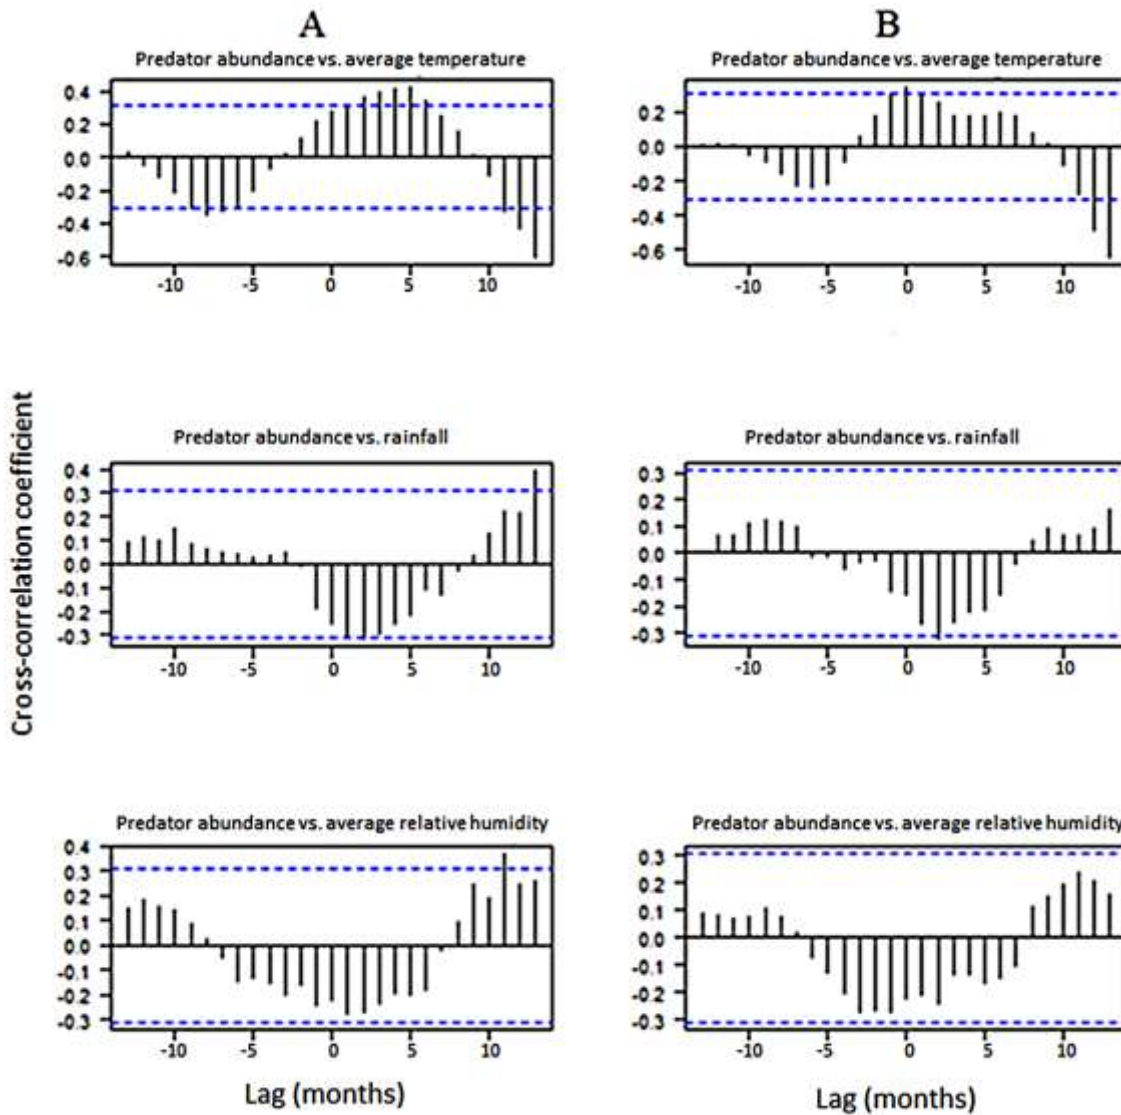 A
B
Predator abundance vs. average temperature
Predator abundance vs. average temperature
0.4
0.2
0.0
-0.2
-0.4
-0.6
-10 -5 0 5 10
0.2
0.0
-0.2
-0.4
-0.6
-10 -5 0 5 10
Cross-correlation coefficient
Predator abundance vs. rainfall
Predator abundance vs. rainfall
0.4
0.3
0.2
0.1
0.0
-0.1
-0.2
-0.3
-10 -5 0 5 10
0.3
0.2
0.1
0.0
-0.1
-0.2
-0.3
-10 -5 0 5 10
Predator abundance vs. average relative humidity
Predator abundance vs. average relative humidity
0.4
0.3
0.2
0.1
0.0
-0.1
-0.2
-0.3
-10 -5 0 5 10
0.3
0.2
0.1
0.0
-0.1
-0.2
-0.3
-10 -5 0 5 10
Lag (months)
Lag (months)